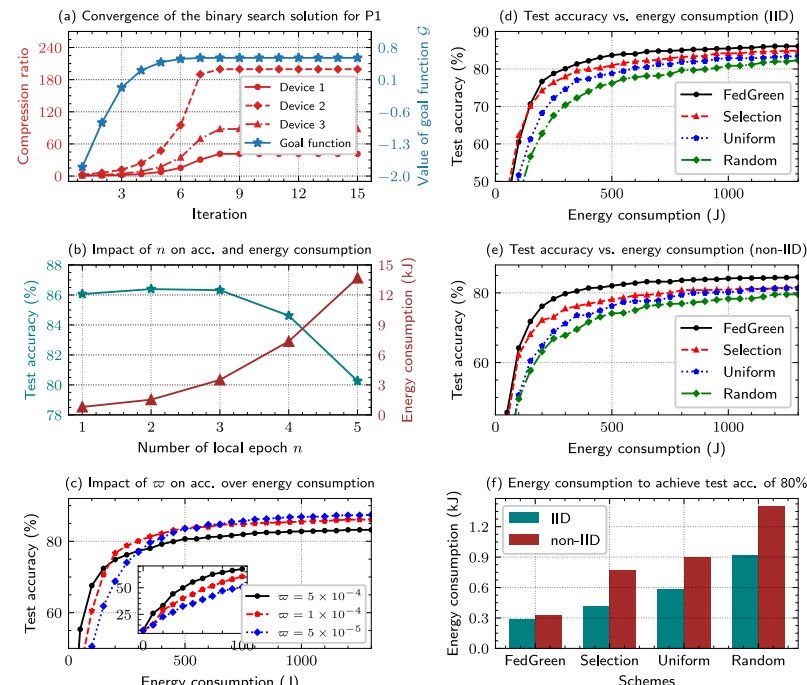 (a) Convergence of the binary search solution for P1
Compression ratio
240
180
120
60
0
Device 1
Device 2
Device 3
Goal function
0.8
0.1
−0.6
−1.3
−2.0
Value of goal function 𝒢
3 6 9 12 15
Iteration
(d) Test accuracy vs. energy consumption (IID)
Test accuracy (%)
90
80
70
60
50
FedGreen
Selection
Uniform
Random
0 500 1000
Energy consumption (J)
(b) Impact of n on acc. and energy consumption
Test accuracy (%)
88
86
84
82
80
78
15
12
9
6
3
0
Energy consumption (kJ)
1 2 3 4 5
Number of local epoch n
(e) Test accuracy vs. energy consumption (non-IID)
Test accuracy (%)
80
60
FedGreen
Selection
Uniform
Random
0 500 1000
Energy consumption (J)
(c) Impact of ϖ on acc. over energy consumption
Test accuracy (%)
80
60
50
25
0 100
ϖ = 5 × 10⁻⁴
ϖ = 1 × 10⁻⁴
ϖ = 5 × 10⁻⁵
0 500 1000
Energy consumption (J)
(f) Energy consumption to achieve test acc. of 80%
Energy consumption (kJ)
1.2
0.9
0.6
0.3
0.0
IID
non-IID
FedGreen Selection Uniform Random
Schemes